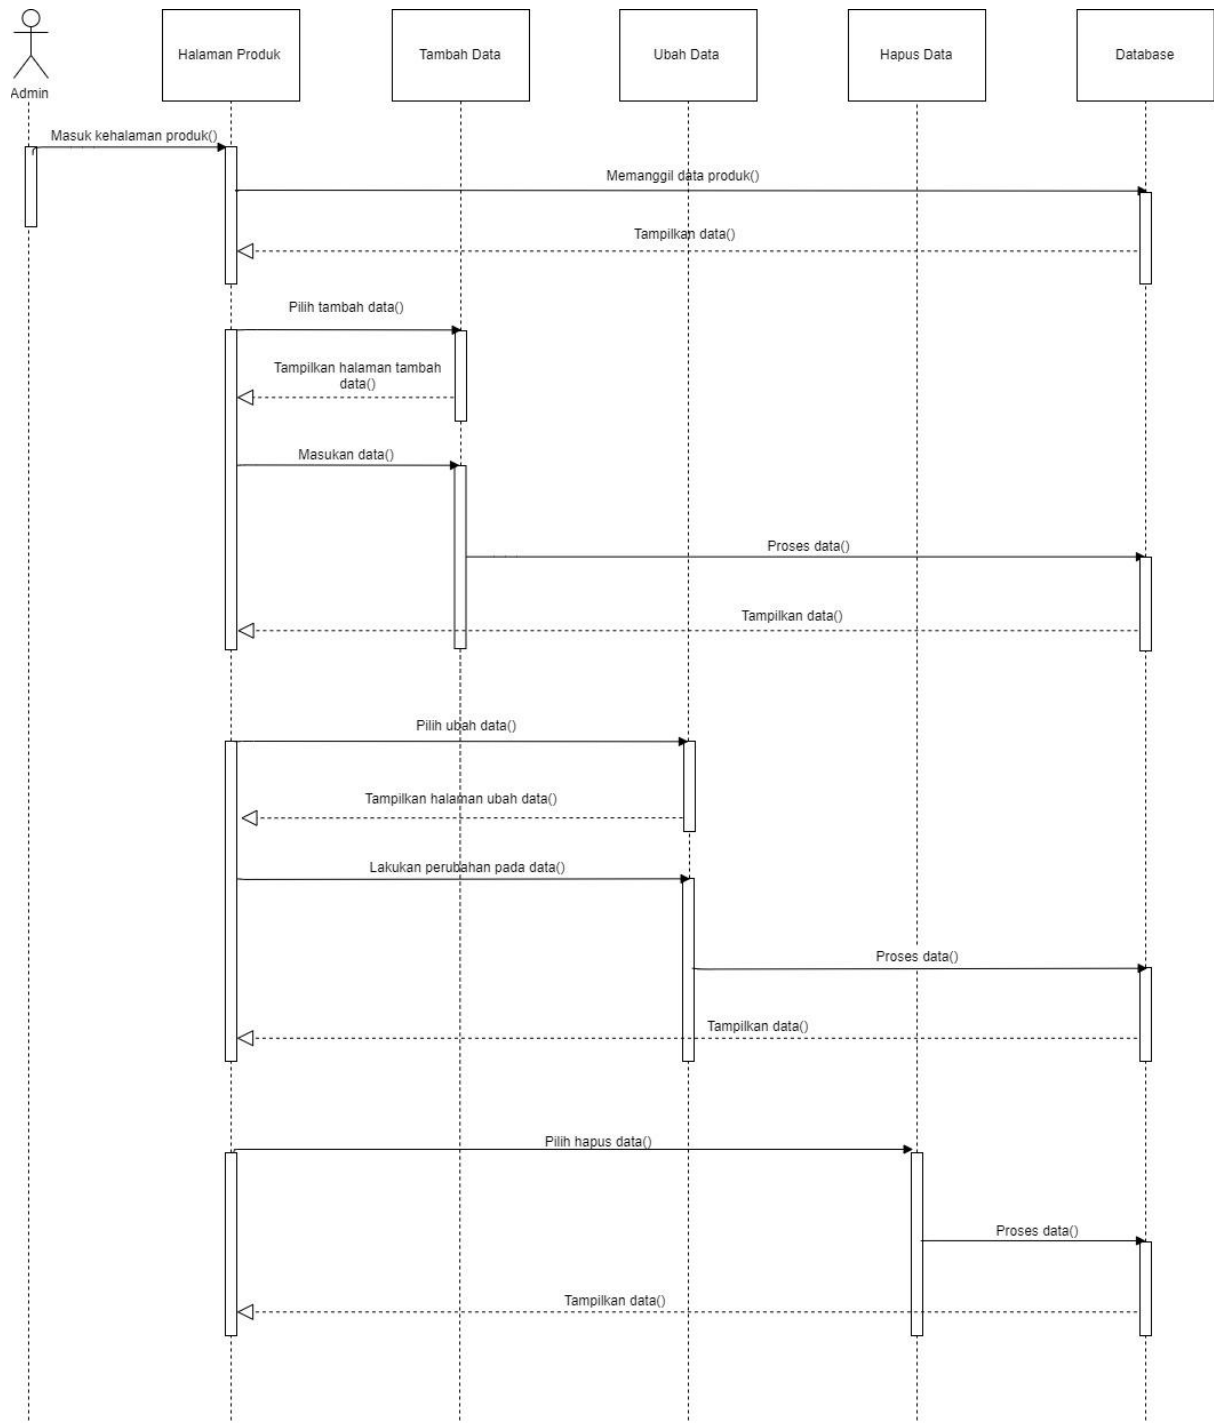 Admin
Halaman Produk
Tambah Data
Ubah Data
Hapus Data
Database
Masuk kehalaman produk()
Memanggil data produk()
Tampilkan data()
Pilih tambah data()
Tampilkan halaman tambah
data()
Masukan data()
Proses data()
Tampilkan data()
Pilih ubah data()
Tampilkan halaman ubah data()
Lakukan perubahan pada data()
Proses data()
Tampilkan data()
Pilih hapus data()
Proses data()
Tampilkan data()